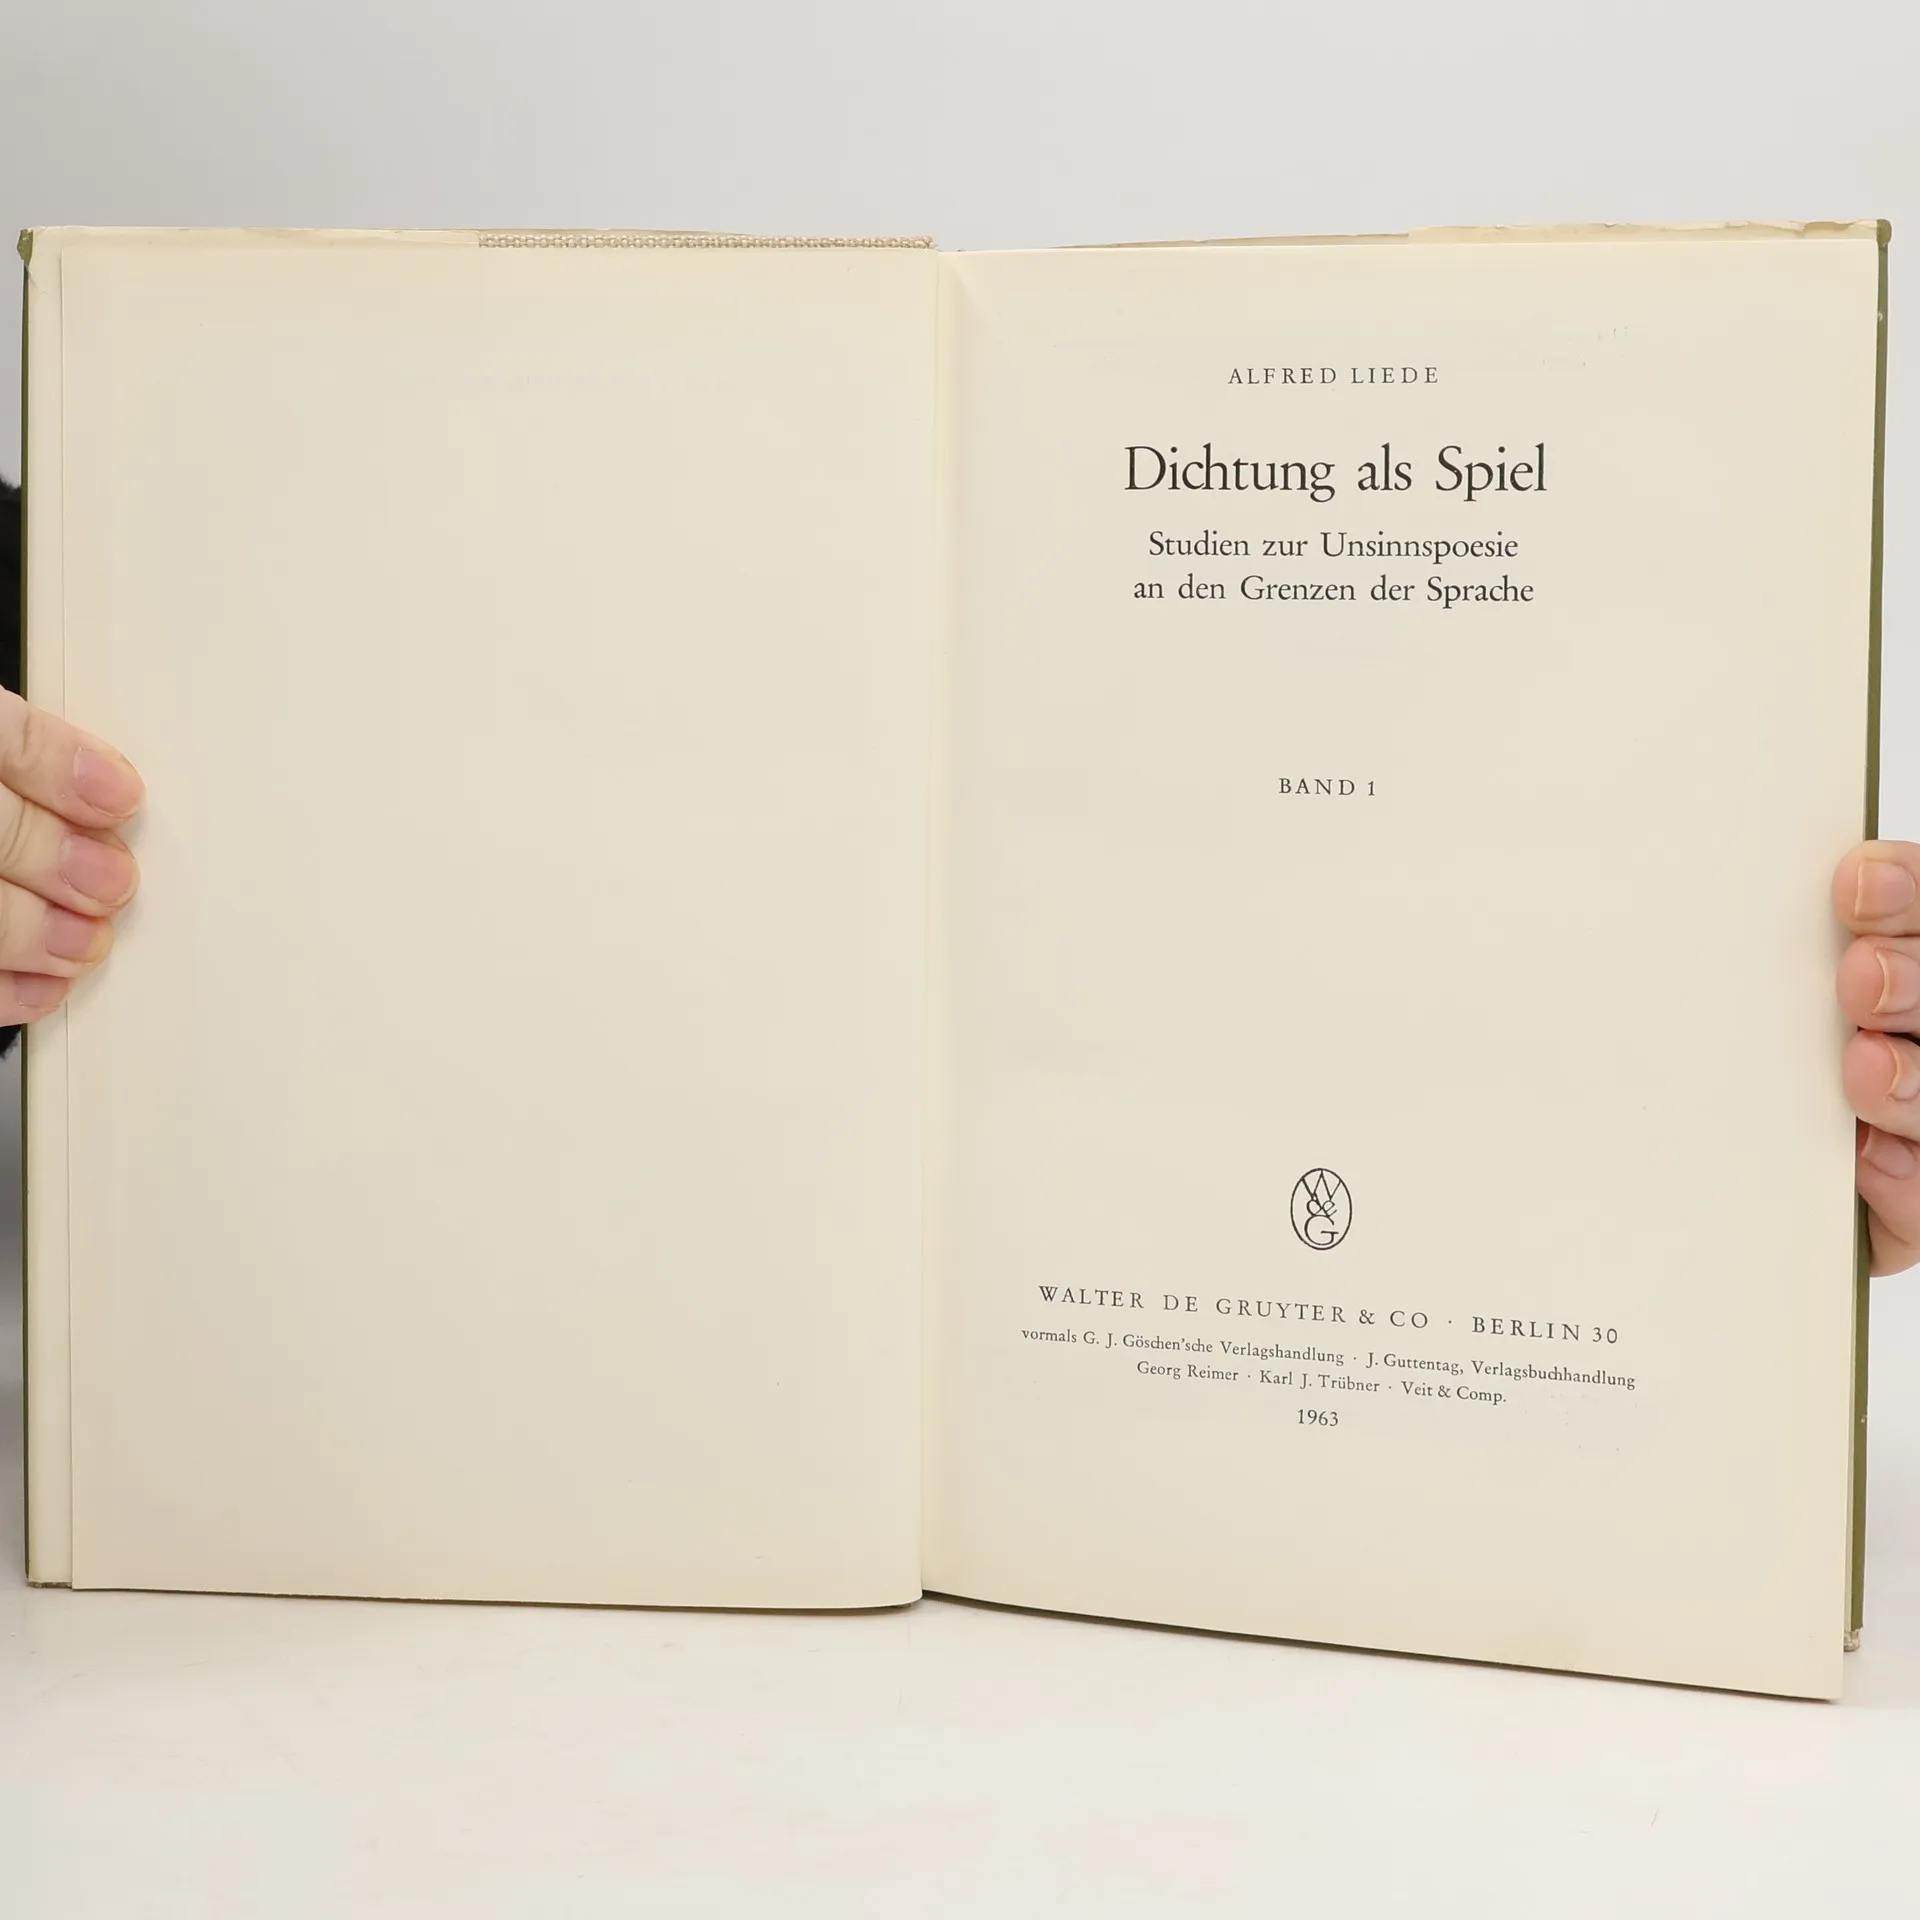 ALFRED LIEDE
Dichtung als Spiel
Studien zur Unsinnspoesie
an den Grenzen der Sprache
BAND 1
W
de
G
WALTER DE GRUYTER & CO · BERLIN 30
vormals G. J. Göschen'sche Verlagshandlung · J. Guttentag, Verlagsbuchhandlung
Georg Reimer · Karl J. Trübner · Veit & Comp.
1963